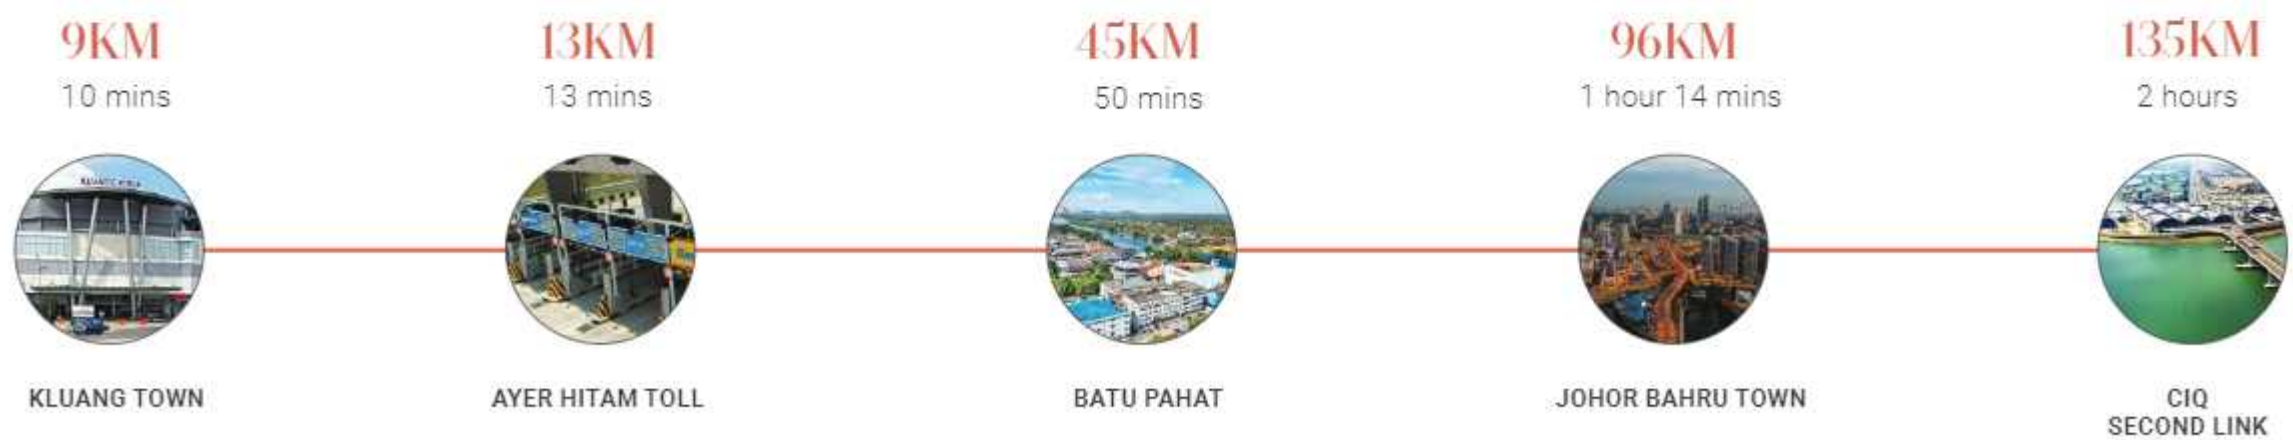 9KM
10 mins
KLUANG TOWN
13KM
13 mins
AYER HITAM TOLL
45KM
50 mins
BATU PAHAT
96KM
1 hour 14 mins
JOHOR BAHRU TOWN
135KM
2 hours
CIQ
SECOND LINK